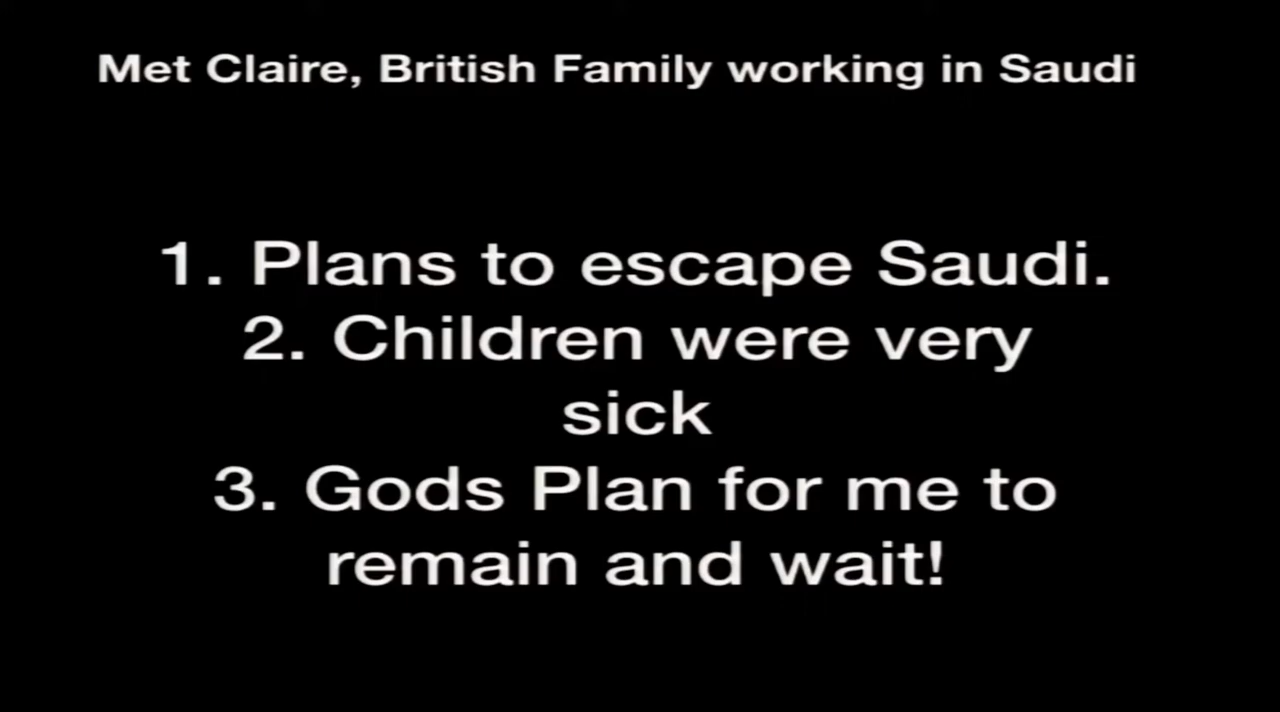 Met Claire, British Family working in Saudi
1. Plans to escape Saudi.
2. Children were very
sick
3. Gods Plan for me to
remain and wait!